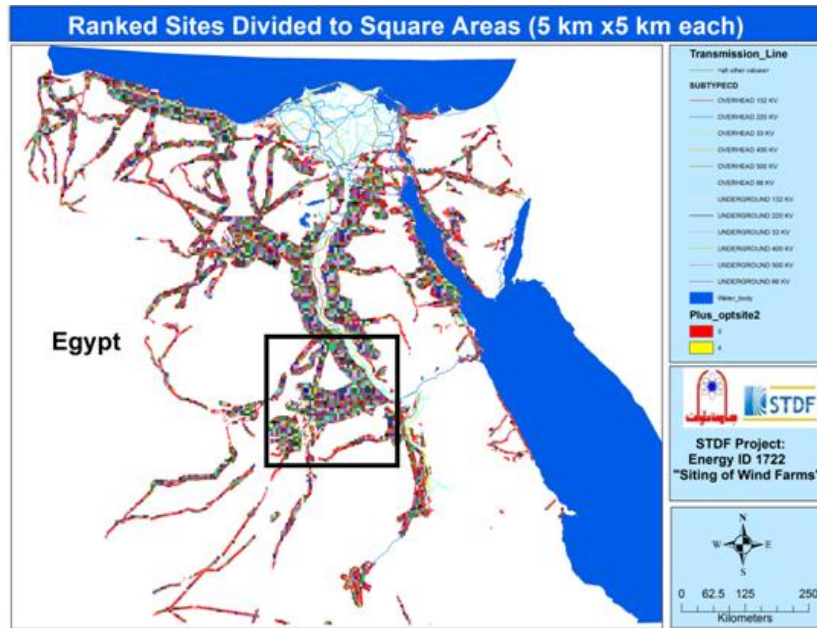 Ranked Sites Divided to Square Areas (5 km x5 km each)
Egypt
Transmission_Line
<all other values>
SUBTYPECD
OVERHEAD 132 KV
OVERHEAD 220 KV
OVERHEAD 33 KV
OVERHEAD 400 KV
OVERHEAD 500 KV
OVERHEAD 66 KV
UNDERGROUND 132 KV
UNDERGROUND 220 KV
UNDERGROUND 33 KV
UNDERGROUND 400 KV
UNDERGROUND 500 KV
UNDERGROUND 66 KV
Water_body
Plus_optsite2
3
4
STDF
STDF Project:
Energy ID 1722
"Siting of Wind Farms"
N
W E
S
0 62.5 125 250
Kilometers